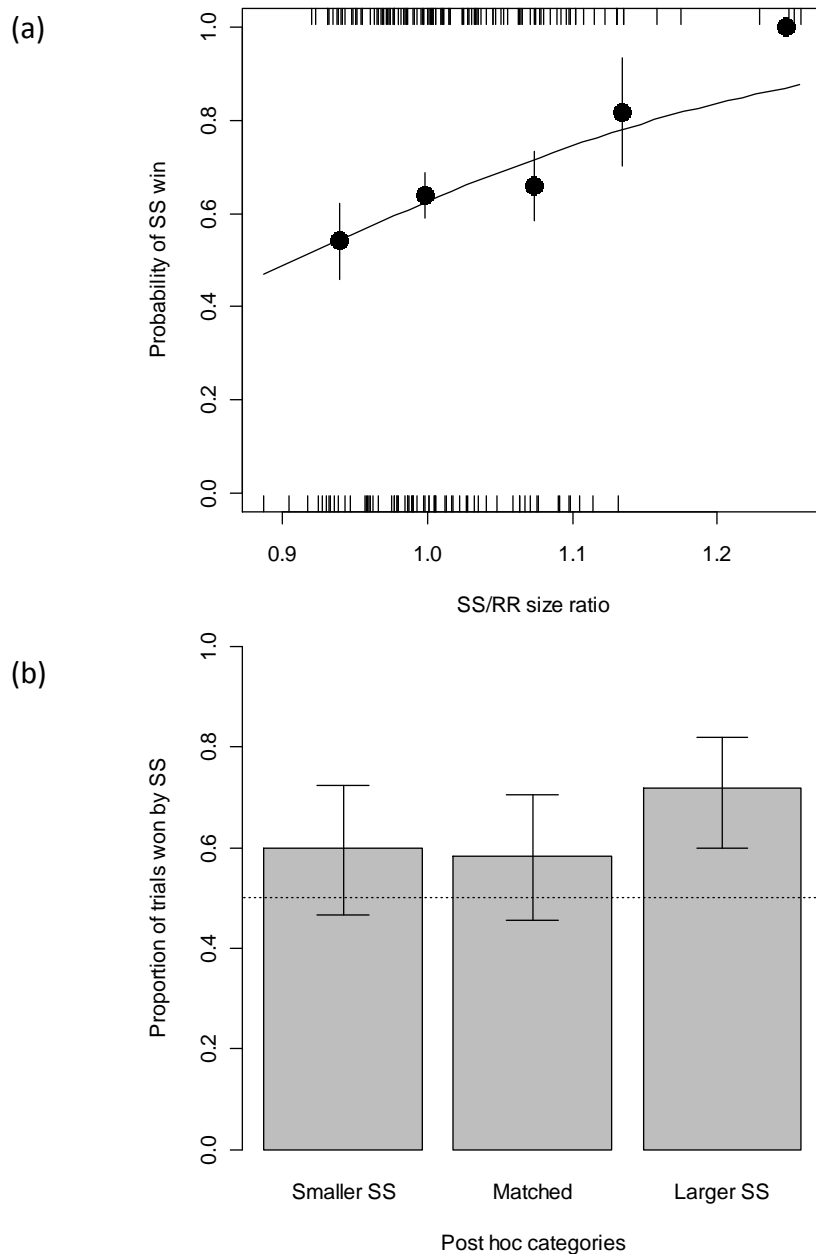 (a)
Probability of SS win
1.0
0.8
0.6
0.4
0.2
0.0
0.9 1.0 1.1 1.2
SS/RR size ratio
(b)
Proportion of trials won by SS
1.0
0.8
0.6
0.4
0.2
0.0
Smaller SS Matched Larger SS
Post hoc categories